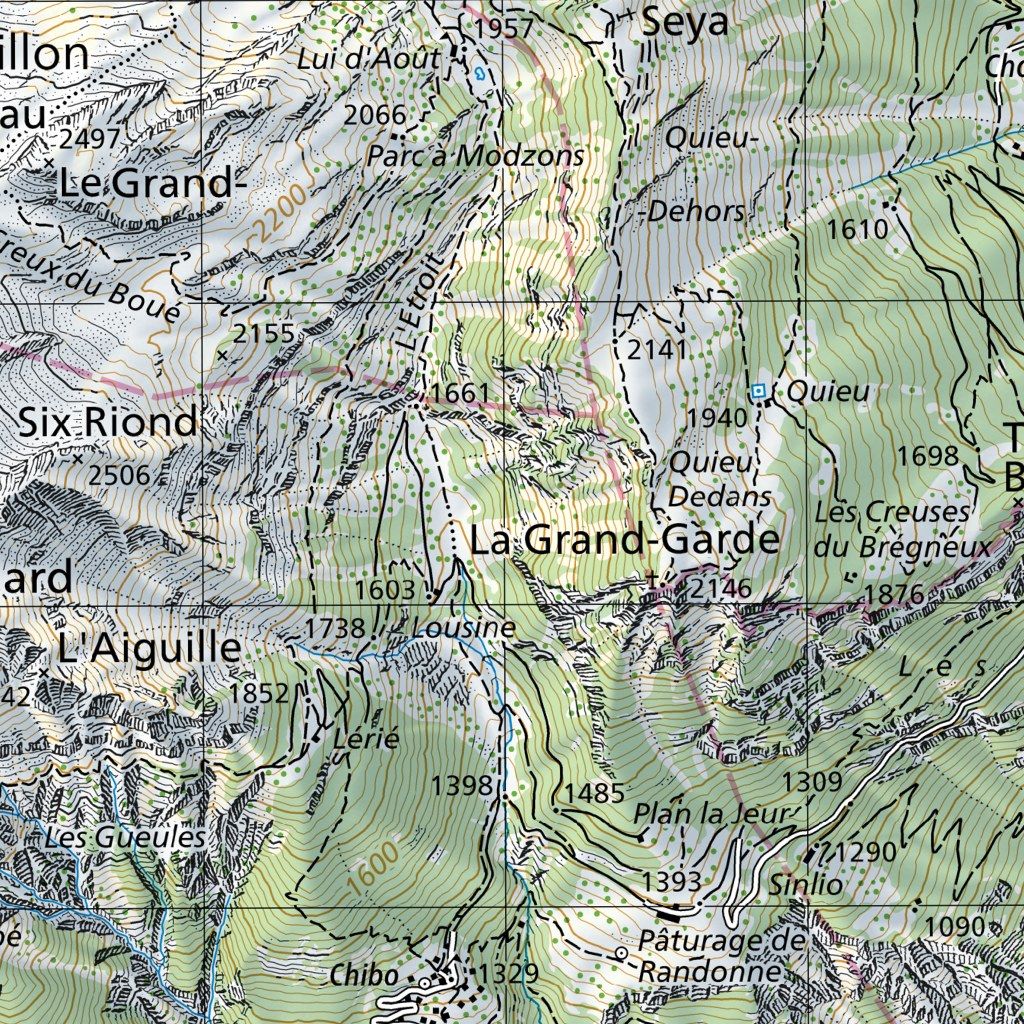 1957
Seya
illon
Lui d'Août
Cho
au
2497
2066
Quieu-
Parc à Modzons
Le Grand-
-Dehors
2200
1610
reux du Boué
L'Etroit
2155
2141
1661
Quieu
1940
Six Riond
1698
2506
Quieu
Dedans
Les Creuses
du Brégneux
La Grand-Garde
ard
1603
2146
1876
1738
Lousine
L'Aiguille
Les
42
1852
Lérié
1398
1485
1309
Plan la Jeur
Les Gueules
1290
1600
1393
Sinlio
1090
Pâturage de
Randonne
Chibo
1329